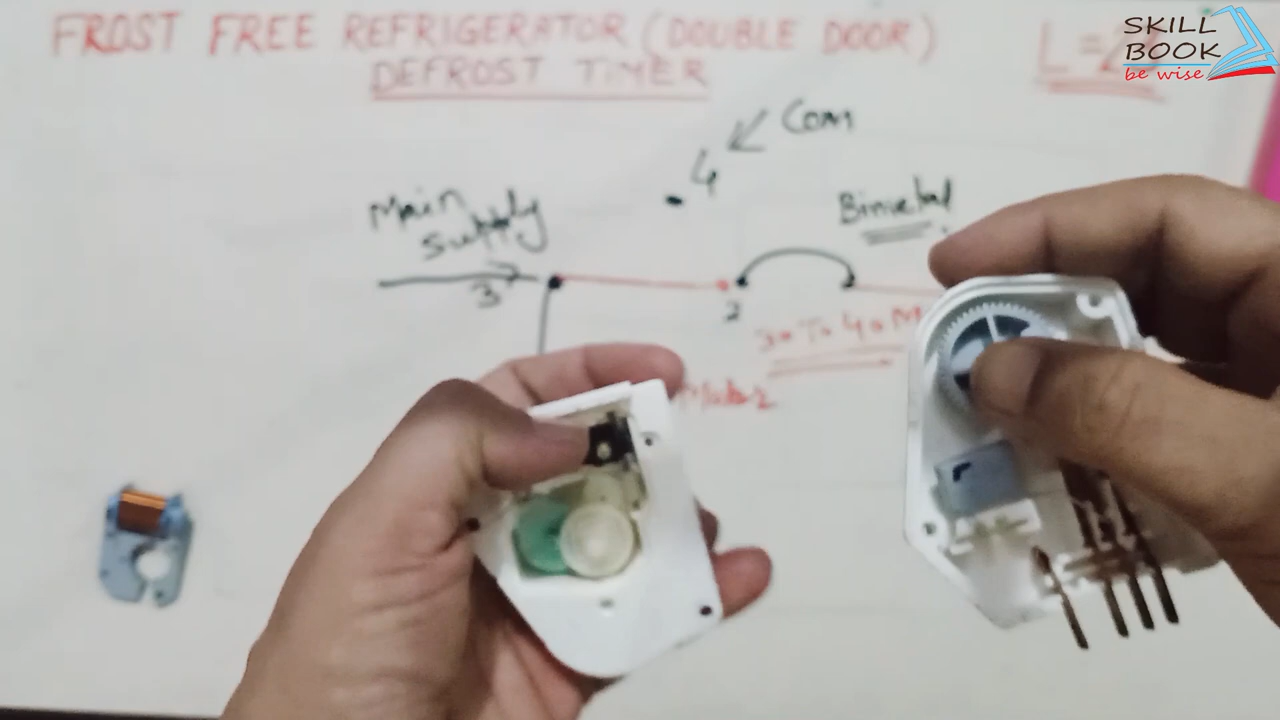 FROST FREE REFRIGERATOR (DOUBLE DOOR)
DEFROST TIMER
SKILL
BOOK
be wise
Com
4
Main
supply
Bimetal
3
2